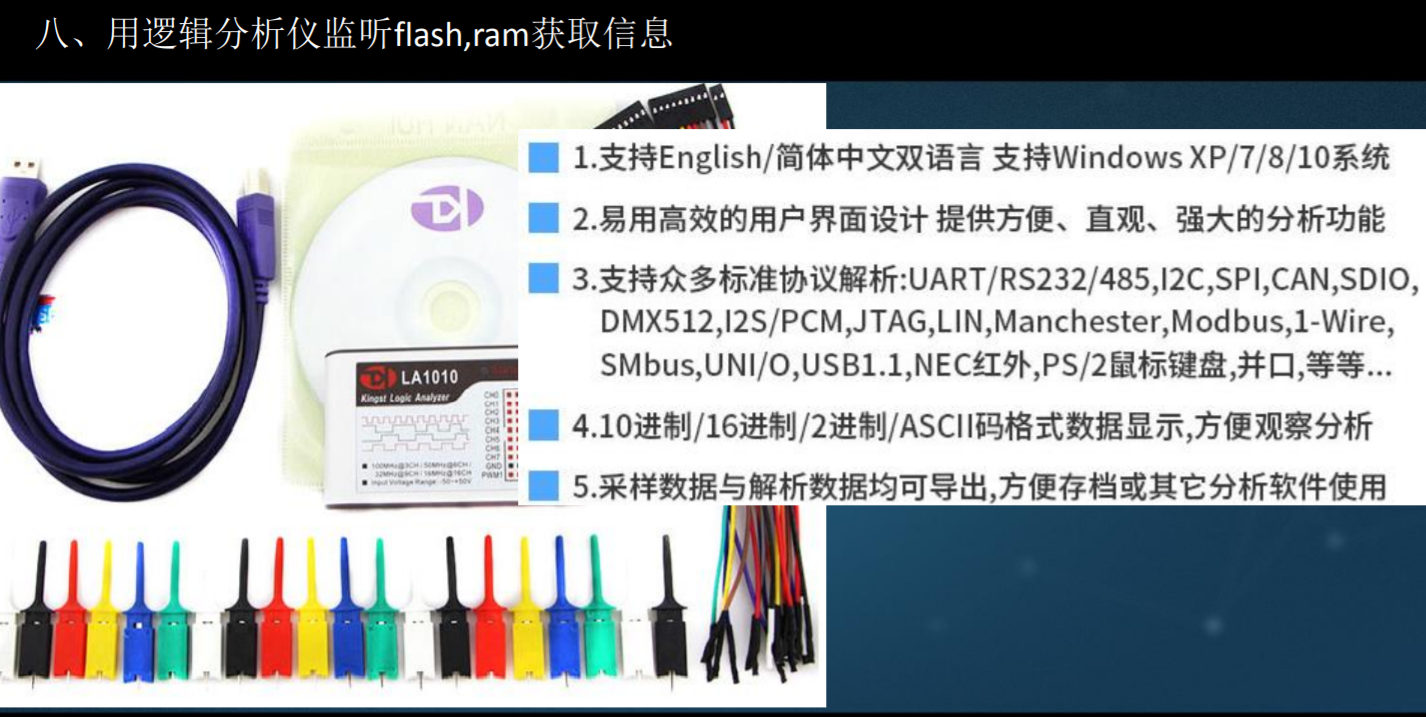 八、用逻辑分析仪监听flash,ram获取信息
1.支持English/简体中文双语言 支持Windows XP/7/8/10系统
2.易用高效的用户界面设计 提供方便、直观、强大的分析功能
3.支持众多标准协议解析:UART/RS232/485,I2C,SPI,CAN,SDIO,
DMX512,I2S/PCM,JTAG,LIN,Manchester,Modbus,1-Wire,
SMbus,UNI/O,USB1.1,NEC红外,PS/2鼠标键盘,并口,等等...
4.10进制/16进制/2进制/ASCII码格式数据显示,方便观察分析
5.采样数据与解析数据均可导出,方便存档或其它分析软件使用
LA1010
Kingst Logic Analyzer
CH0
CH1
CH2
CH3
CH4
CH5
CH6
CH7
GND
PWM1
100MHz@3CH / 50MHz@6CH /
32MHz@9CH / 16MHz@16CH
Input Voltage Range: -50~+50V